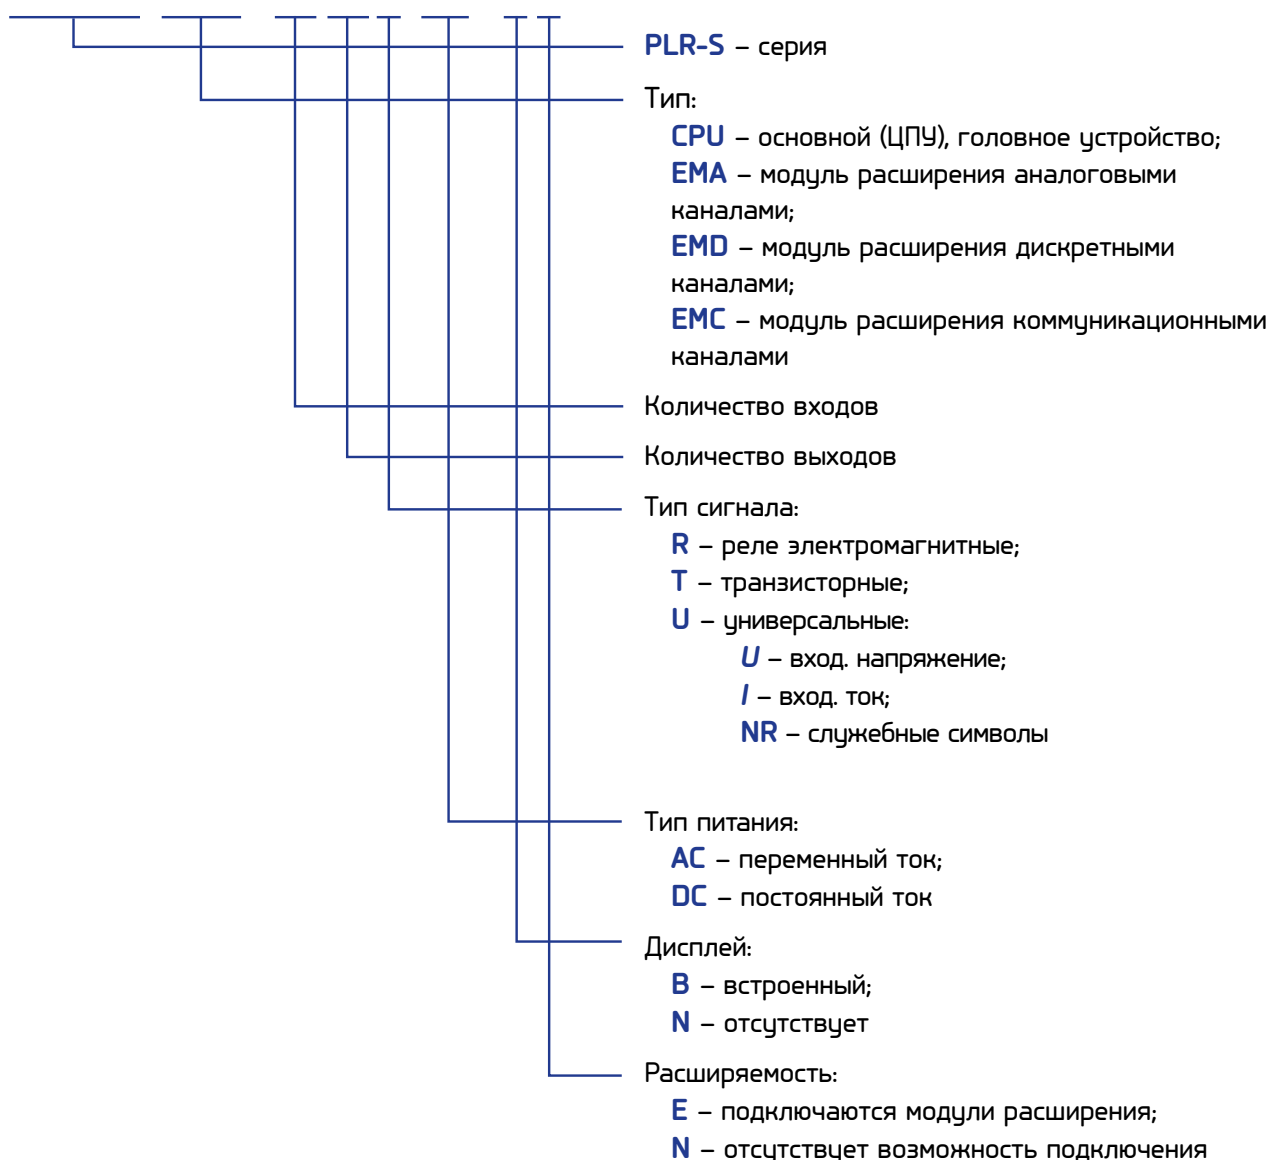 PLR-S – серия
Тип:
CPU – основной (ЦПУ), головное устройство;
EMA – модуль расширения аналоговыми
каналами;
EMD – модуль расширения дискретными
каналами;
EMC – модуль расширения коммуникационными
каналами
Количество входов
Количество выходов
Тип сигнала:
R – реле электромагнитные;
T – транзисторные;
U – универсальные:
U – вход. напряжение;
I – вход. ток;
NR – служебные символы
Тип питания:
AC – переменный ток;
DC – постоянный ток
Дисплей:
B – встроенный;
N – отсутствует
Расширяемость:
E – подключаются модули расширения;
N – отсутствует возможность подключения